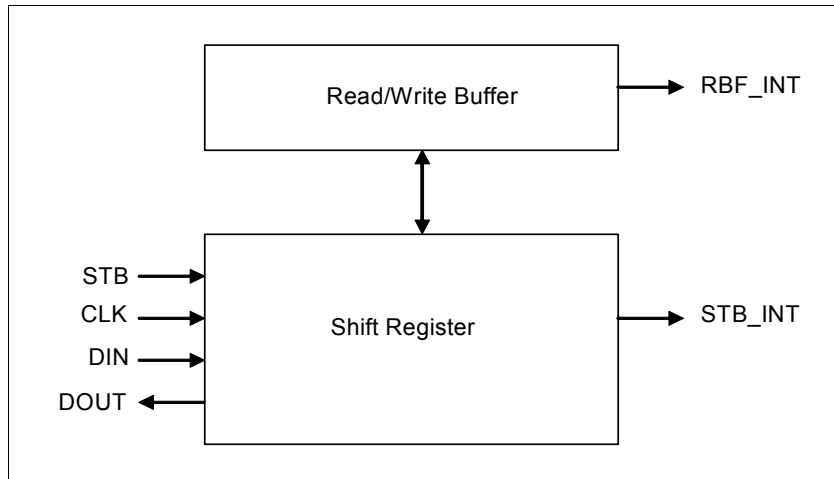 Read/Write Buffer
RBF_INT
STB
CLK
DIN
DOUT
Shift Register
STB_INT